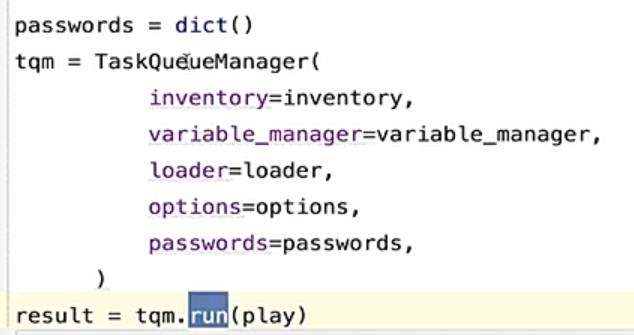 passwords = dict()
tqm = TaskQueueManager(
inventory=inventory,
variable_manager=variable_manager,
loader=loader,
options=options,
passwords=passwords,
)
result = tqm.run(play)